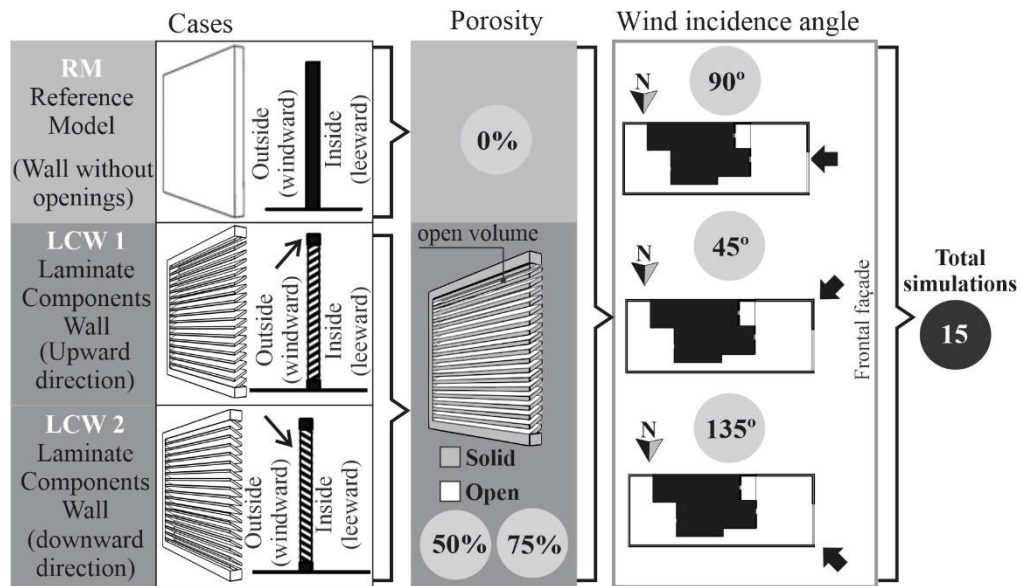 Cases
Porosity
Wind incidence angle
RM
Reference
Model
(Wall without
openings)
Outside
(windward)
Inside
(leeward)
0%
LCW 1
Laminate
Components
Wall
(Upward
direction)
Outside
(windward)
Inside
(leeward)
LCW 2
Laminate
Components
Wall
(downward
direction)
Outside
(windward)
Inside
(leeward)
open volume
Solid
Open
50%
75%
N
90º
N
45º
N
135º
Frontal façade
Total
simulations
15